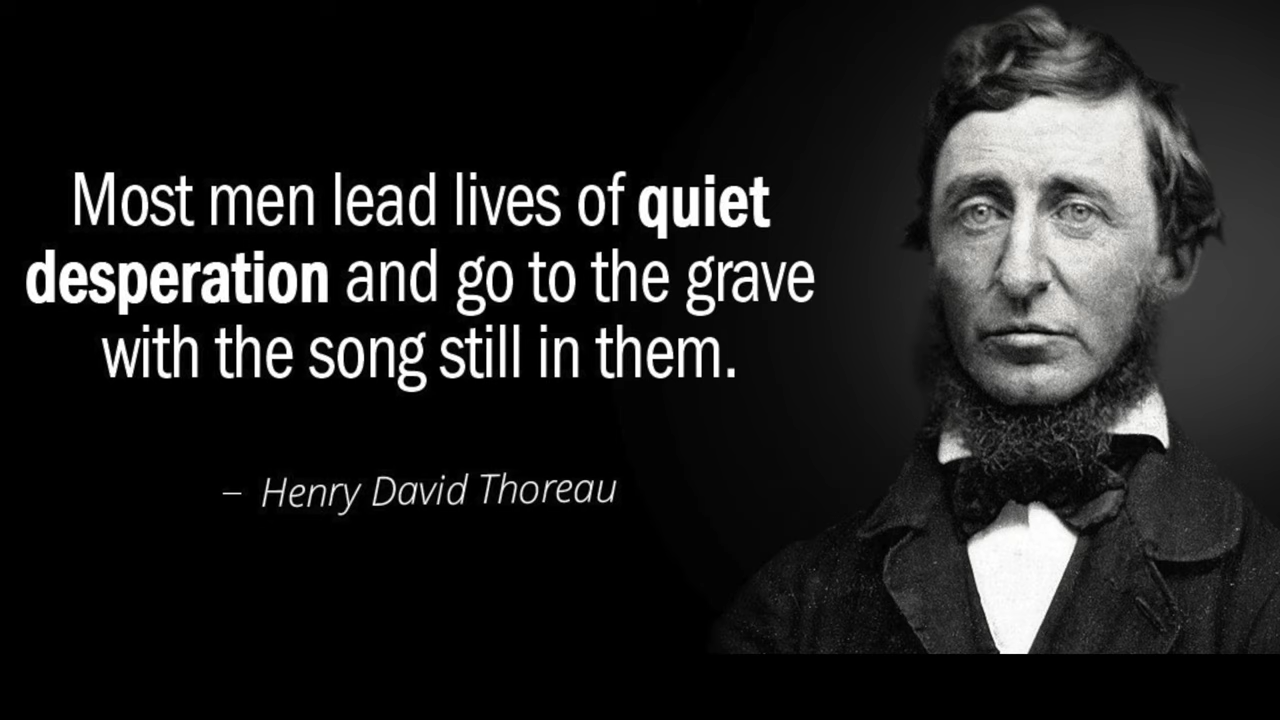 Most men lead lives of quiet
desperation and go to the grave
with the song still in them.
– Henry David Thoreau